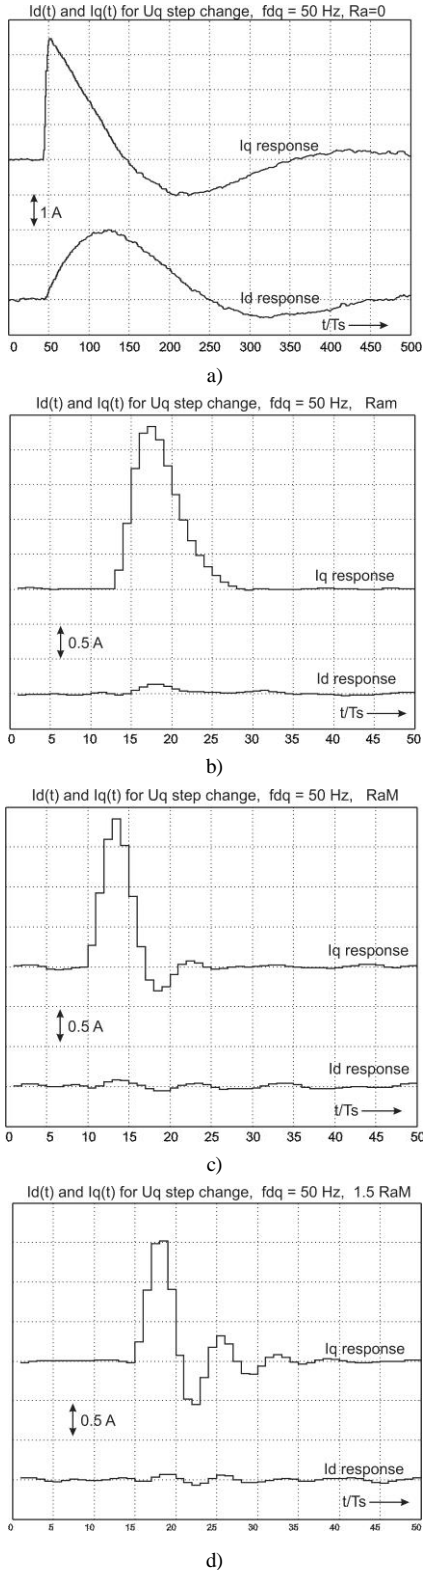 Id(t) and Iq(t) for Uq step change, fdq = 50 Hz, Ra=0
Iq response
1 A
Id response
t/Ts
0 50 100 150 200 250 300 350 400 450 500
a)
Id(t) and Iq(t) for Uq step change, fdq = 50 Hz, Ram
Iq response
0.5 A
Id response
t/Ts
0 5 10 15 20 25 30 35 40 45 50
b)
Id(t) and Iq(t) for Uq step change, fdq = 50 Hz, RaM
Iq response
0.5 A
Id response
t/Ts
0 5 10 15 20 25 30 35 40 45 50
c)
Id(t) and Iq(t) for Uq step change, fdq = 50 Hz, 1.5 RaM
Iq response
0.5 A
Id response
t/Ts
0 5 10 15 20 25 30 35 40 45 50
d)